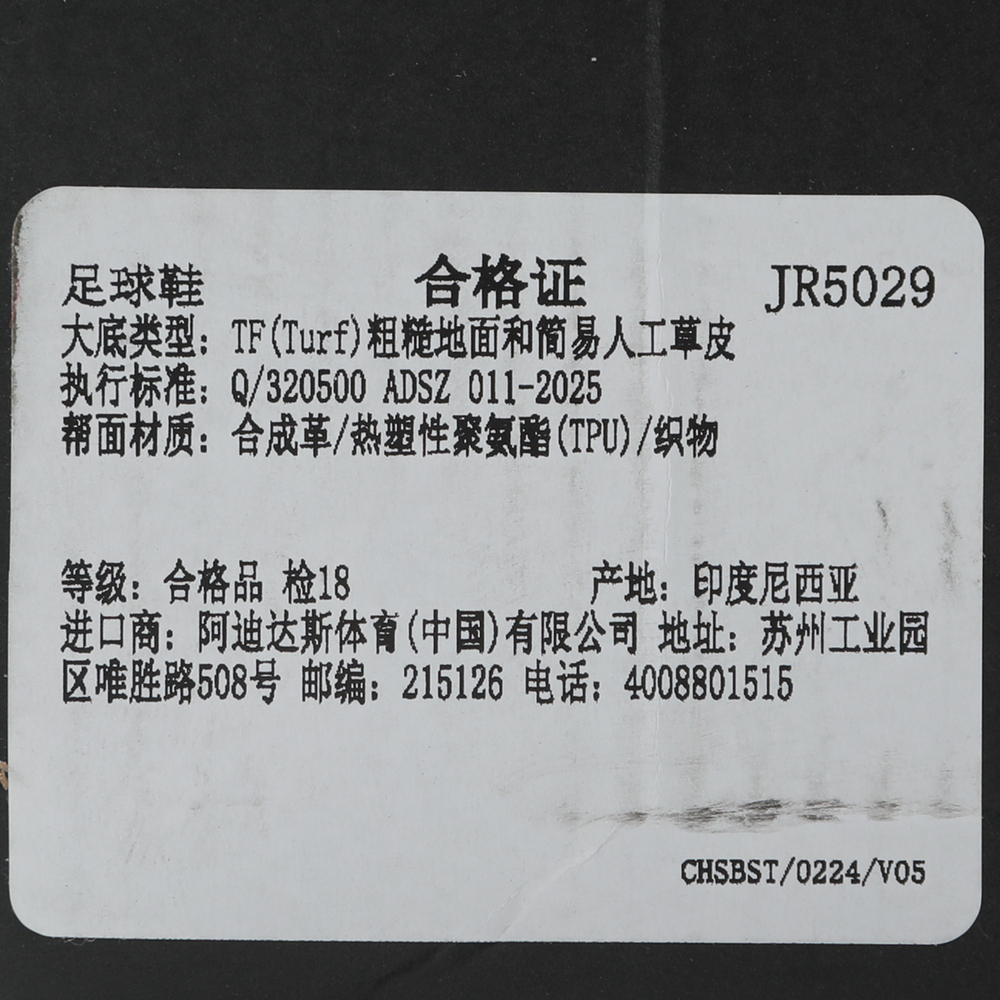 足球鞋 合格证 JR5029
大底类型：TF(Turf)粗糙地面和简易人工草皮
执行标准：Q/320500 ADSZ 011-2025
帮面材质：合成革/热塑性聚氨酯(TPU)/织物
等级：合格品 检18 产地：印度尼西亚
进口商：阿迪达斯体育(中国)有限公司 地址：苏州工业园
区唯胜路508号 邮编：215126 电话：4008801515
CHSBST/0224/V05